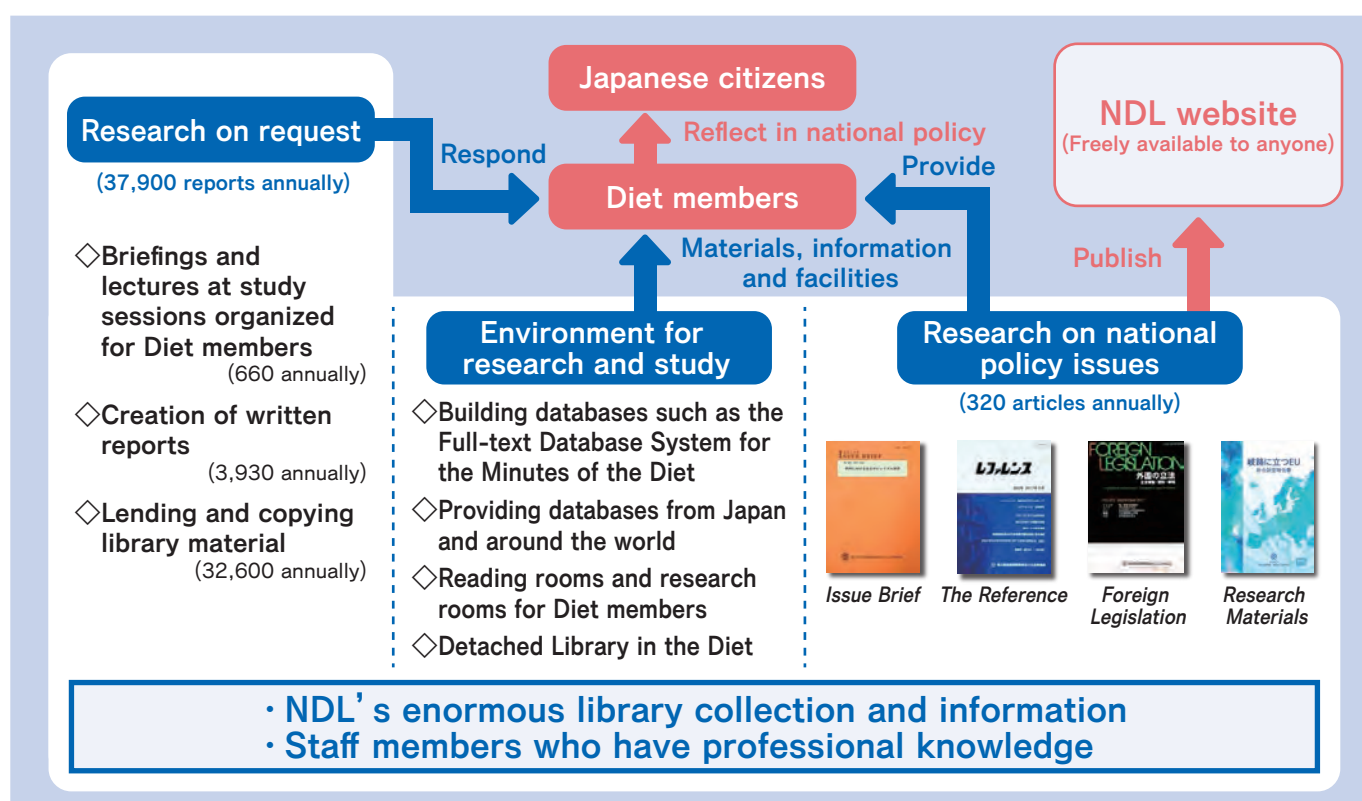 Japanese citizens
Reflect in national policy
Diet members
NDL website
(Freely available to anyone)
Research on request
(37,900 reports annually)
Respond
Provide
Materials, information
and facilities
Publish
◇Briefings and
lectures at study
sessions organized
for Diet members
(660 annually)
◇Creation of written
reports
(3,930 annually)
◇Lending and copying
library material
(32,600 annually)
Environment for
research and study
◇Building databases such as the
Full-text Database System for
the Minutes of the Diet
◇Providing databases from Japan
and around the world
◇Reading rooms and research
rooms for Diet members
◇Detached Library in the Diet
Research on national
policy issues
(320 articles annually)
ISSUE BRIEF
レファレンス
FOREIGN
LEGISLATION
外国の立法
岐路に立つEU
Issue Brief
The Reference
Foreign
Legislation
Research
Materials
・NDL’s enormous library collection and information
・Staff members who have professional knowledge